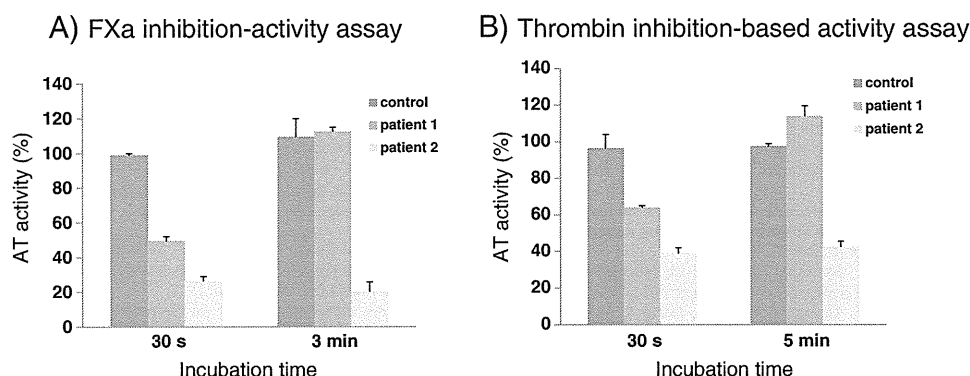 A) FXa inhibition-activity assay
AT activity (%)
140
120
100
80
60
40
20
0
control
patient 1
patient 2
30 s
3 min
Incubation time
B) Thrombin inhibition-based activity assay
AT activity (%)
140
120
100
80
60
40
20
0
control
patient 1
patient 2
30 s
5 min
Incubation time